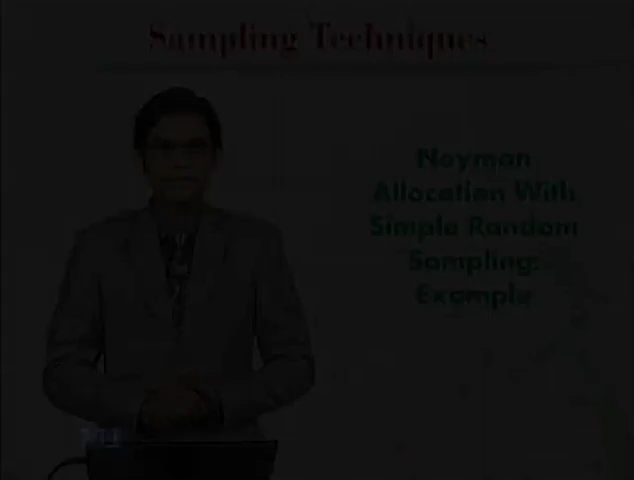 Sampling Techniques
Neyman
Allocation With
Simple Random
Sampling:
Example